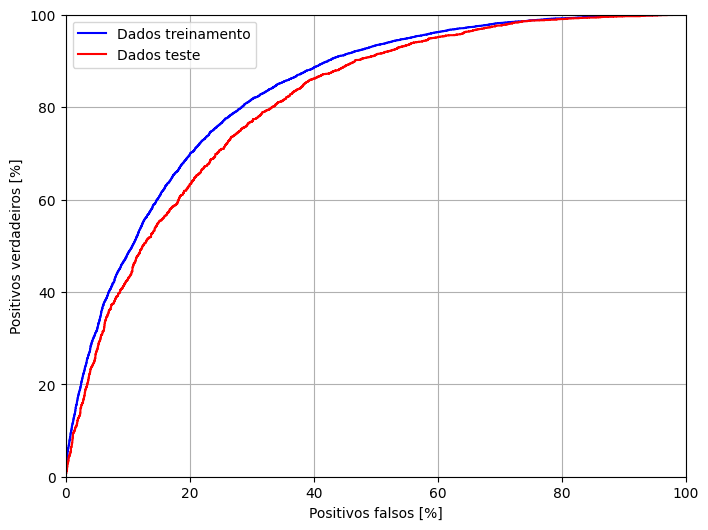 Dados treinamento
Dados teste
Positivos verdadeiros [%]
100
80
60
40
20
0
0 20 40 60 80 100
Positivos falsos [%]